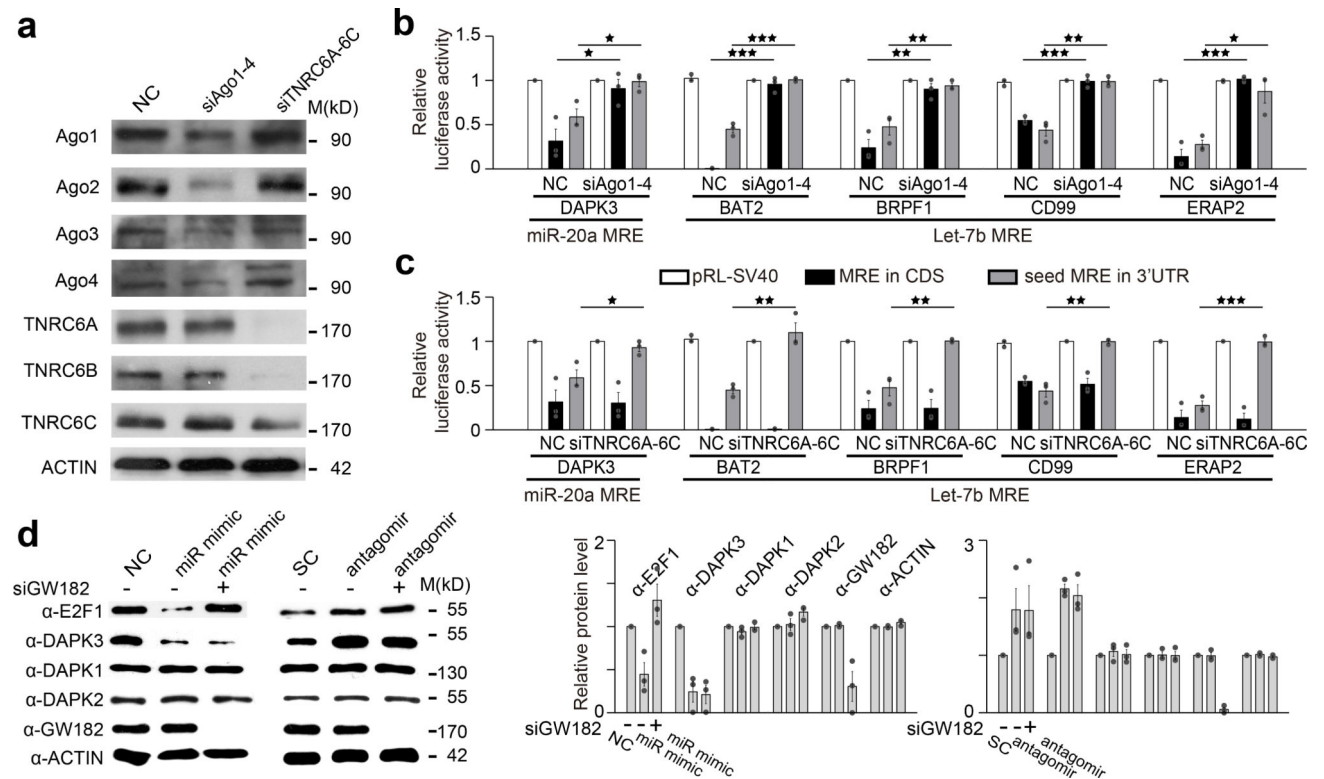 a
NC siAgo1-4 siTNRC6A-6C
M(kD)
Ago1 - 90
Ago2 - 90
Ago3 - 90
Ago4 - 90
TNRC6A - 170
TNRC6B - 170
TNRC6C - 170
ACTIN - 42
b
Relative luciferase activity
1.5
1
0.5
0
★ ★★★ ★★ ★★ ★
★ ★★★ ★★ ★★★ ★★★
NC siAgo1-4 NC siAgo1-4 NC siAgo1-4 NC siAgo1-4 NC siAgo1-4
DAPK3 BAT2 BRPF1 CD99 ERAP2
miR-20a MRE Let-7b MRE
c
pRL-SV40 MRE in CDS seed MRE in 3'UTR
Relative luciferase activity
1.5
1
0.5
0
★ ★★ ★★ ★★ ★★★
NC siTNRC6A-6C NC siTNRC6A-6C NC siTNRC6A-6C NC siTNRC6A-6C NC siTNRC6A-6C
DAPK3 BAT2 BRPF1 CD99 ERAP2
miR-20a MRE Let-7b MRE
d
NC miR mimic miR mimic SC antagomir antagomir
siGW182 - - + - - + M(kD)
α-E2F1 - 55
α-DAPK3 - 55
α-DAPK1 -130
α-DAPK2 - 55
α-GW182 -170
α-ACTIN - 42
Relative protein level
2
0
α-E2F1 α-DAPK3 α-DAPK1 α-DAPK2 α-GW182 α-ACTIN
siGW182 - - +
NC miR mimic miR mimic
3
0
siGW182 - - +
SC antagomir antagomir